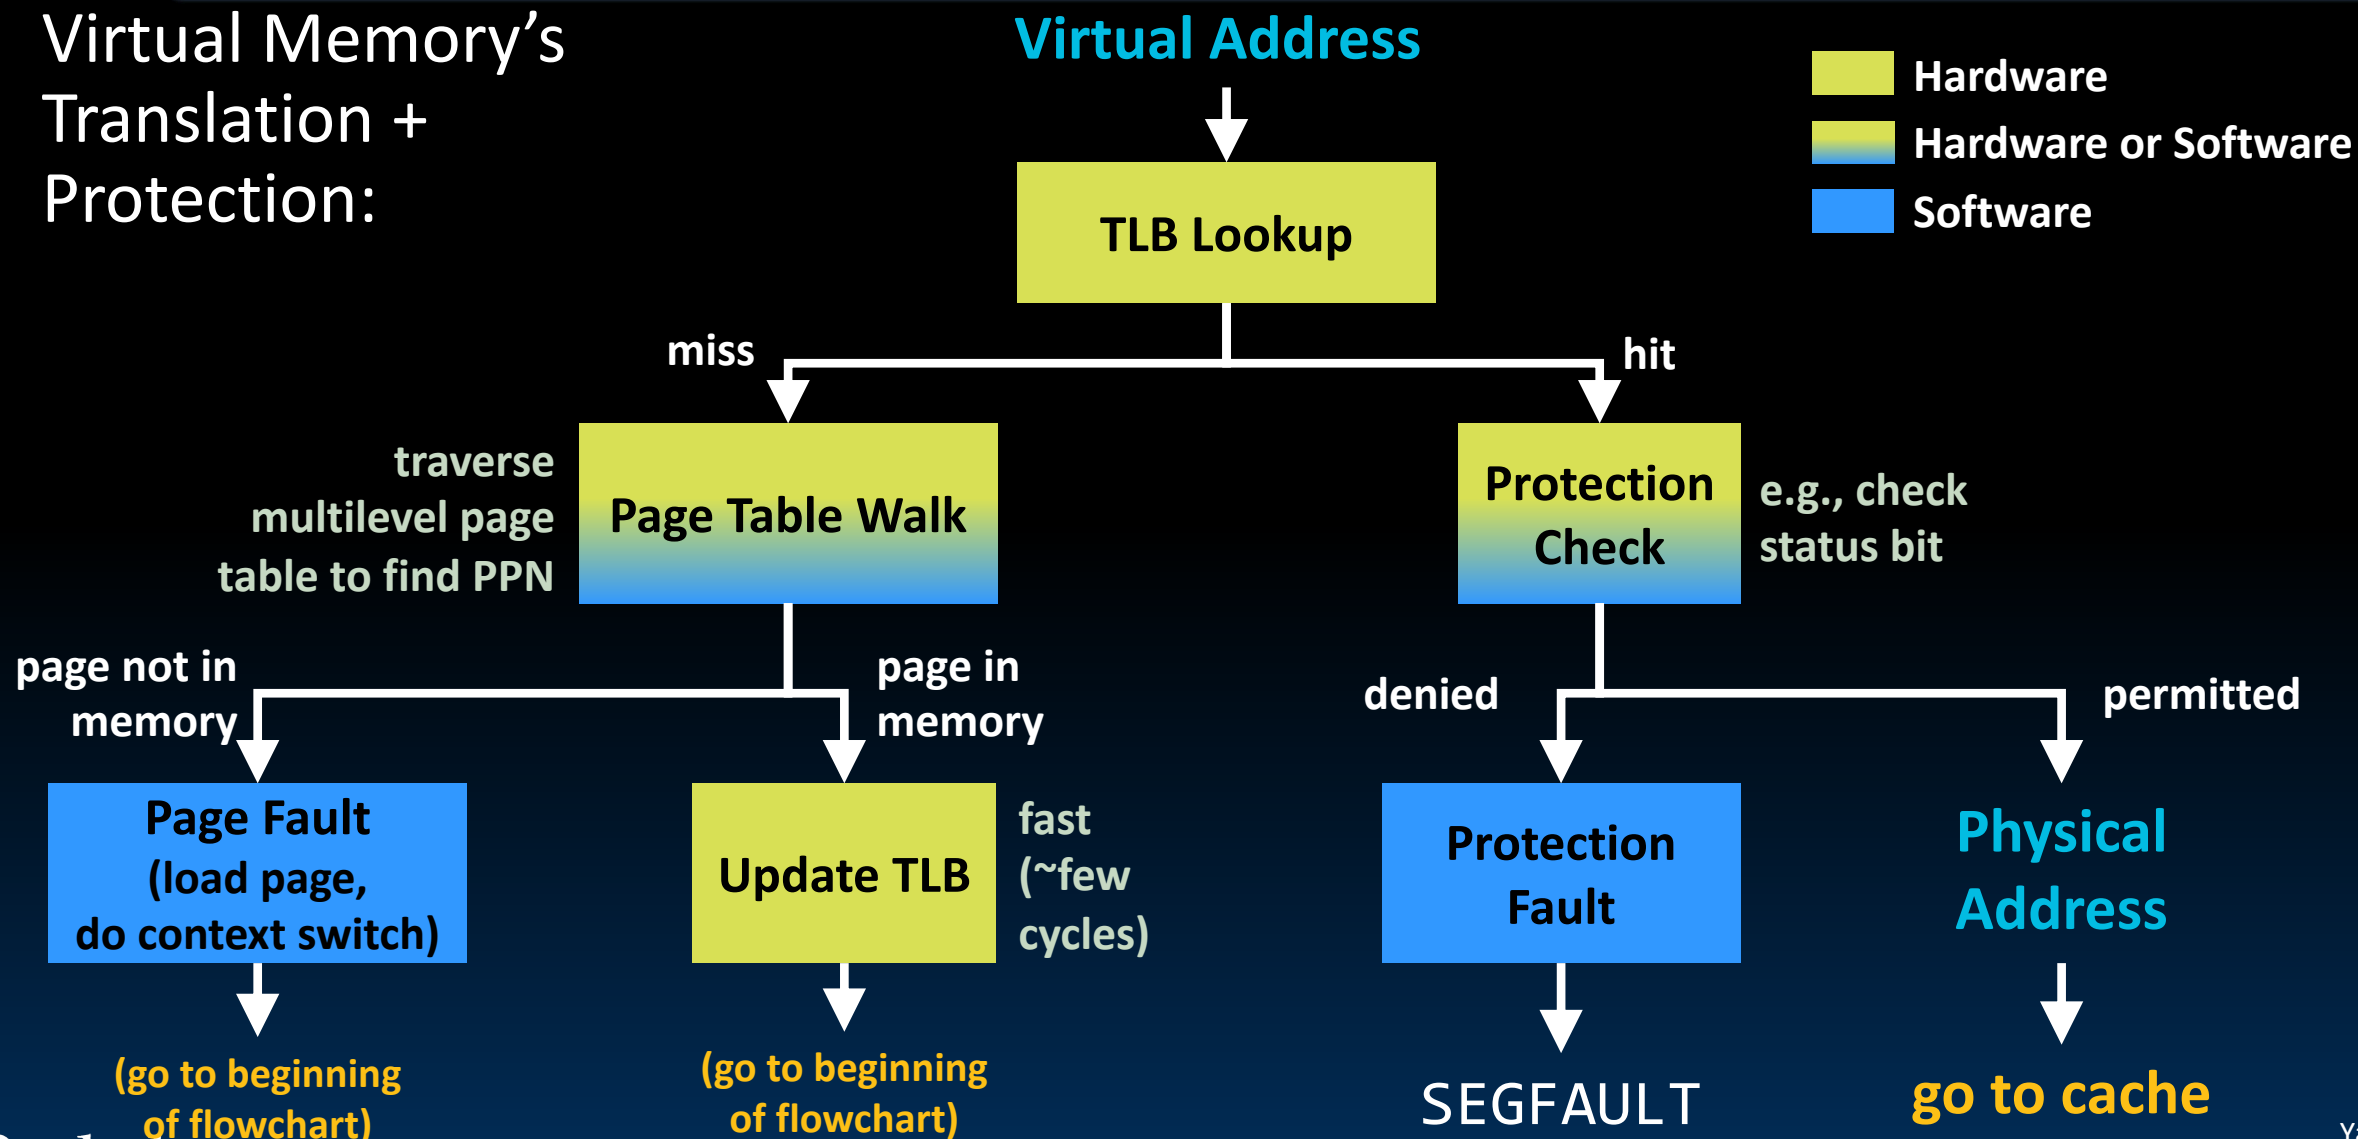 Virtual Memory's
Translation +
Protection:
Virtual Address
Hardware
Hardware or Software
Software
TLB Lookup
miss
hit
traverse
multilevel page
table to find PPN
Page Table Walk
Protection
Check
e.g., check
status bit
page not in
memory
page in
memory
denied
permitted
Page Fault
(load page,
do context switch)
Update TLB
fast
(~few
cycles)
Protection
Fault
Physical
Address
(go to beginning
of flowchart)
(go to beginning
of flowchart)
SEGFAULT
go to cache